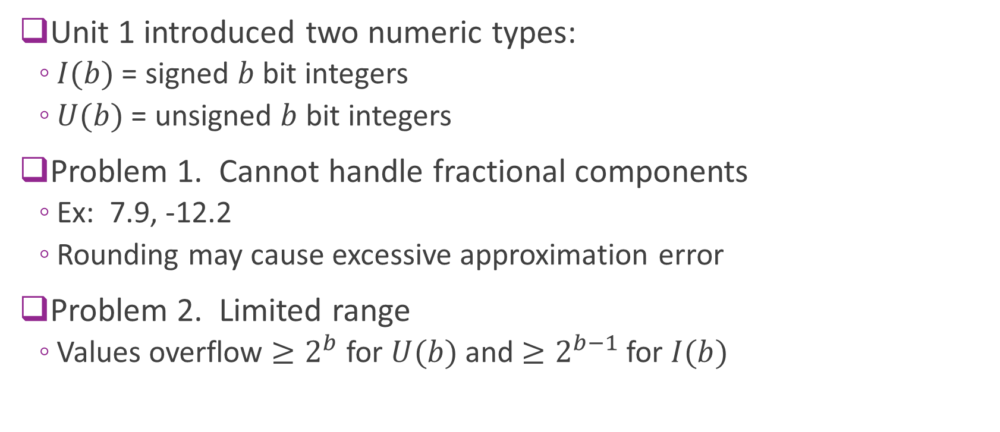 ❑Unit 1 introduced two numeric types:
◦ I(b) = signed b bit integers
◦ U(b) = unsigned b bit integers
❑Problem 1.  Cannot handle fractional components
◦ Ex:  7.9, -12.2
◦ Rounding may cause excessive approximation error
❑Problem 2.  Limited range
◦ Values overflow ≥ 2^b for U(b) and ≥ 2^{b−1} for I(b)